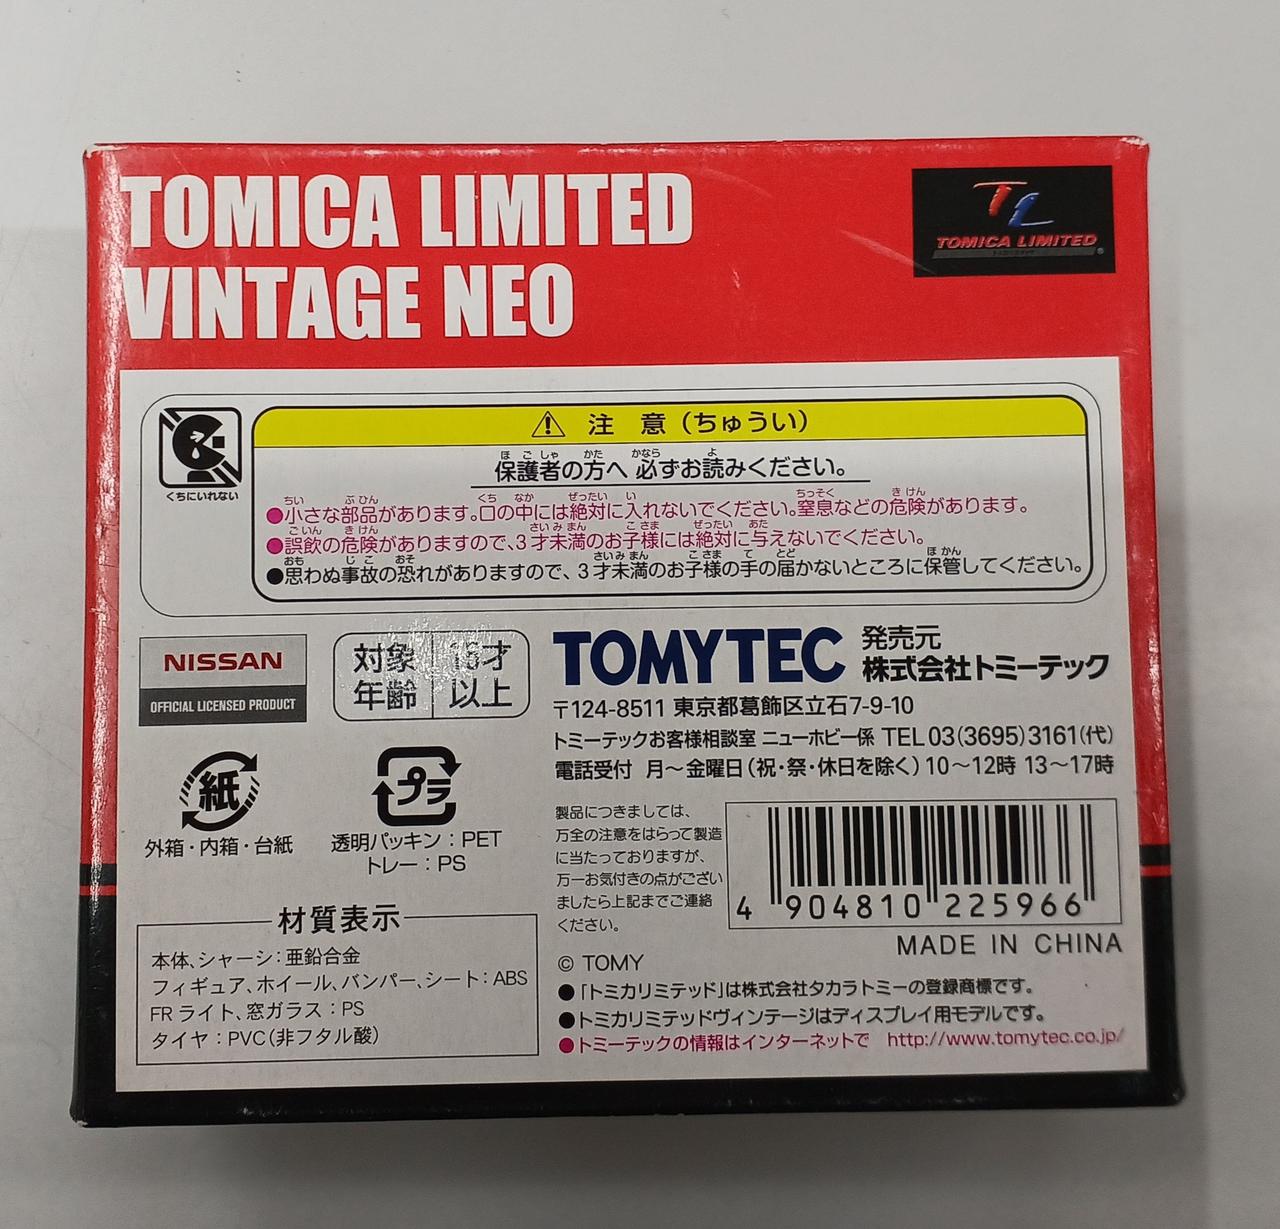 TOMICA LIMITED
VINTAGE NEO
TL
TOMICA LIMITED
くちにいれない
注 意(ちゅうい)
保護者の方へ 必ずお読みください。
●小さな部品があります。口の中には絶対に入れないでください。窒息などの危険があります。
●誤飲の危険がありますので、3才未満のお子様には絶対に与えないでください。
●思わぬ事故の恐れがありますので、3才未満のお子様の手の届かないところに保管してください。
NISSAN
OFFICIAL LICENSED PRODUCT
対象年齢 15才以上
TOMYTEC 発売元
株式会社トミーテック
〒124-8511 東京都葛飾区立石7-9-10
トミーテックお客様相談室 ニューホビー係 TEL 03(3695)3161(代)
電話受付 月～金曜日(祝・祭・休日を除く)10～12時 13～17時
紙
外箱・内箱・台紙
プラ
透明パッキン:PET
トレー:PS
製品につきましては、
万全の注意をはらって製造
に当たっておりますが、
万一お気付きの点がござい
ましたら上記までご連絡
ください。
4 904810 225966
MADE IN CHINA
材質表示
本体、シャーシ:亜鉛合金
フィギュア、ホイール、バンパー、シート:ABS
FRライト、窓ガラス:PS
タイヤ:PVC(非フタル酸)
© TOMY
●「トミカリミテッド」は株式会社タカラトミーの登録商標です。
●トミカリミテッドヴィンテージはディスプレイ用モデルです。
●トミーテックの情報はインターネットで http://www.tomytec.co.jp/